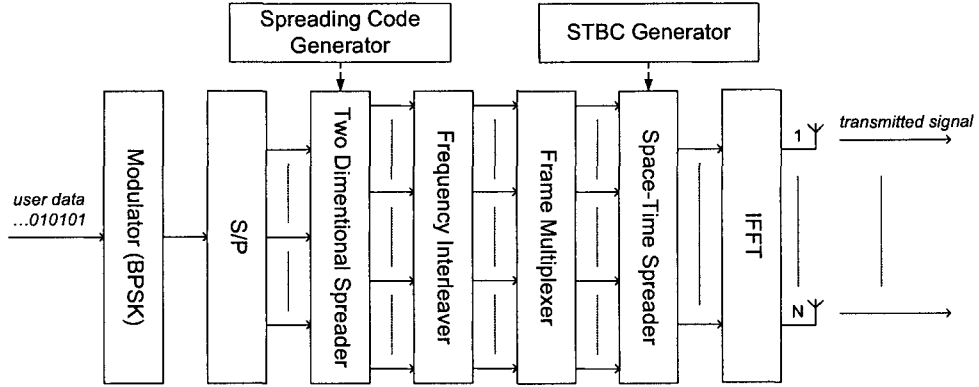 Spreading Code
Generator
STBC Generator
user data
...010101
Modulator (BPSK)
S/P
Two Dimentional Spreader
Frequency Interleaver
Frame Multiplexer
Space-Time Spreader
IFFT
1
N
transmitted signal